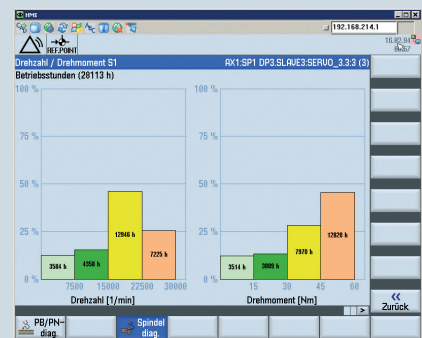 HMI
192.168.214.1
REF.POINT
Drehzahl / Drehmoment S1
AX1:SP1 DP3.SLAVE3:SERVO_3.3:3 (3)
Betriebsstunden (28113 h)
100 %
100 %
75 %
75 %
50 %
50 %
25 %
25 %
0 %
0 %
3584 h
4358 h
12946 h
7225 h
3514 h
3809 h
7970 h
12820 h
7500 15000 22500 30000
15 30 45 60
Drehzahl [1/min]
Drehmoment [Nm]
Zurück
PB/PN-
diag.
Spindel
diag.